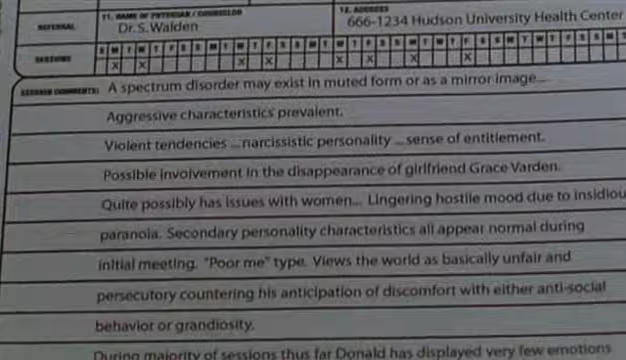 11. NAME OF PHYSICIAN / COUNSELOR 12. ADDRESS
REFERRAL Dr. S. Walden 666-1234 Hudson University Health Center
S M T W T F S S M T W T F S S M T W T F S S M T W T F S S S M T
SESSIONS X X X X X X X X
SESSION COMMENTS: A spectrum disorder may exist in muted form or as a mirror image...
Aggressive characteristics prevalent.
Violent tendencies ... narcissistic personality ... sense of entitlement.
Possible involvement in the disappearance of girlfriend Grace Varden.
Quite possibly has issues with women... Lingering hostile mood due to insidiou
paranoia. Secondary personality characteristics all appear normal during
initial meeting. "Poor me" type. Views the world as basically unfair and
persecutory countering his anticipation of discomfort with either anti-social
behavior or grandiosity.
During majority of sessions thus far Donald has displayed very few emotions